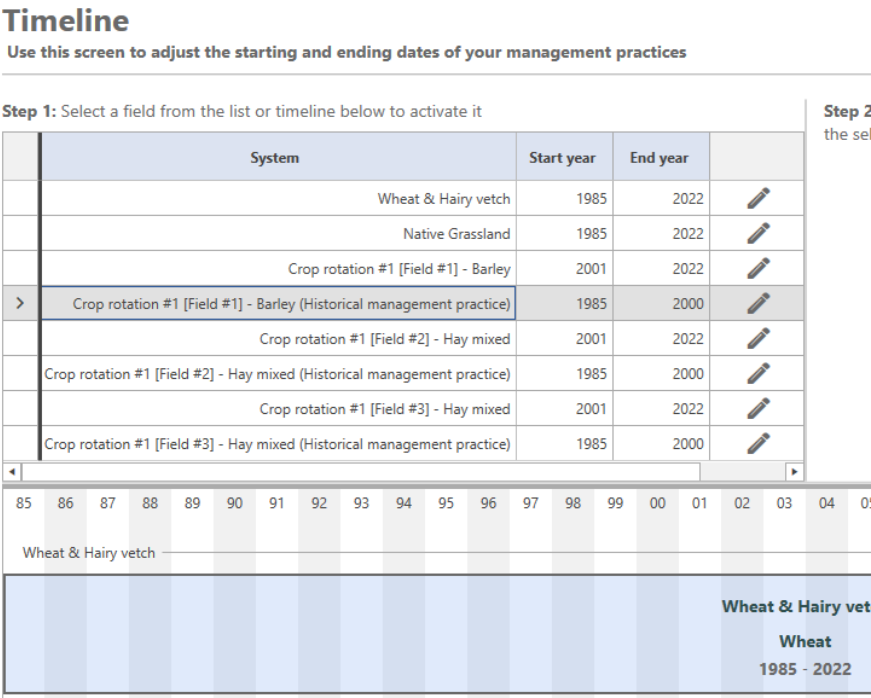 Timeline
Use this screen to adjust the starting and ending dates of your management practices
Step 1: Select a field from the list or timeline below to activate it
Step 2
the sel
System Start year End year
Wheat & Hairy vetch 1985 2022
Native Grassland 1985 2022
Crop rotation #1 [Field #1] - Barley 2001 2022
Crop rotation #1 [Field #1] - Barley (Historical management practice) 1985 2000
Crop rotation #1 [Field #2] - Hay mixed 2001 2022
Crop rotation #1 [Field #2] - Hay mixed (Historical management practice) 1985 2000
Crop rotation #1 [Field #3] - Hay mixed 2001 2022
Crop rotation #1 [Field #3] - Hay mixed (Historical management practice) 1985 2000
85 86 87 88 89 90 91 92 93 94 95 96 97 98 99 00 01 02 03 04 05
Wheat & Hairy vetch
Wheat & Hairy vet
Wheat
1985 - 2022